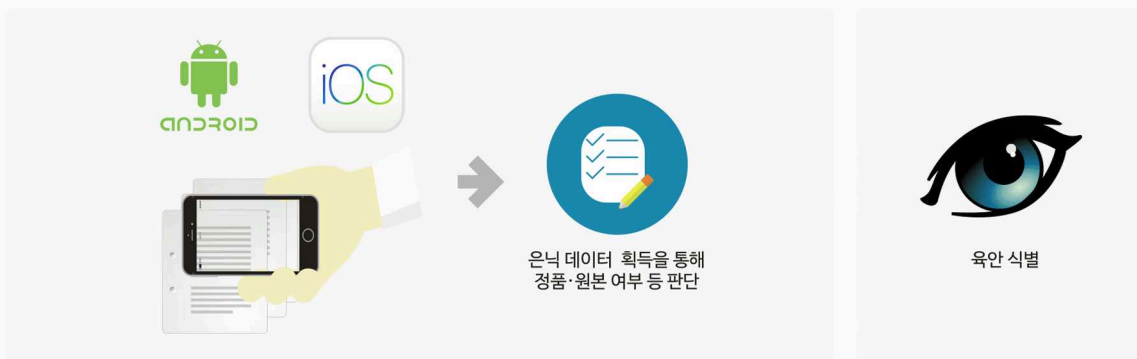 android
iOS
은닉 데이터 획득을 통해
정품·원본 여부 등 판단
육안 식별